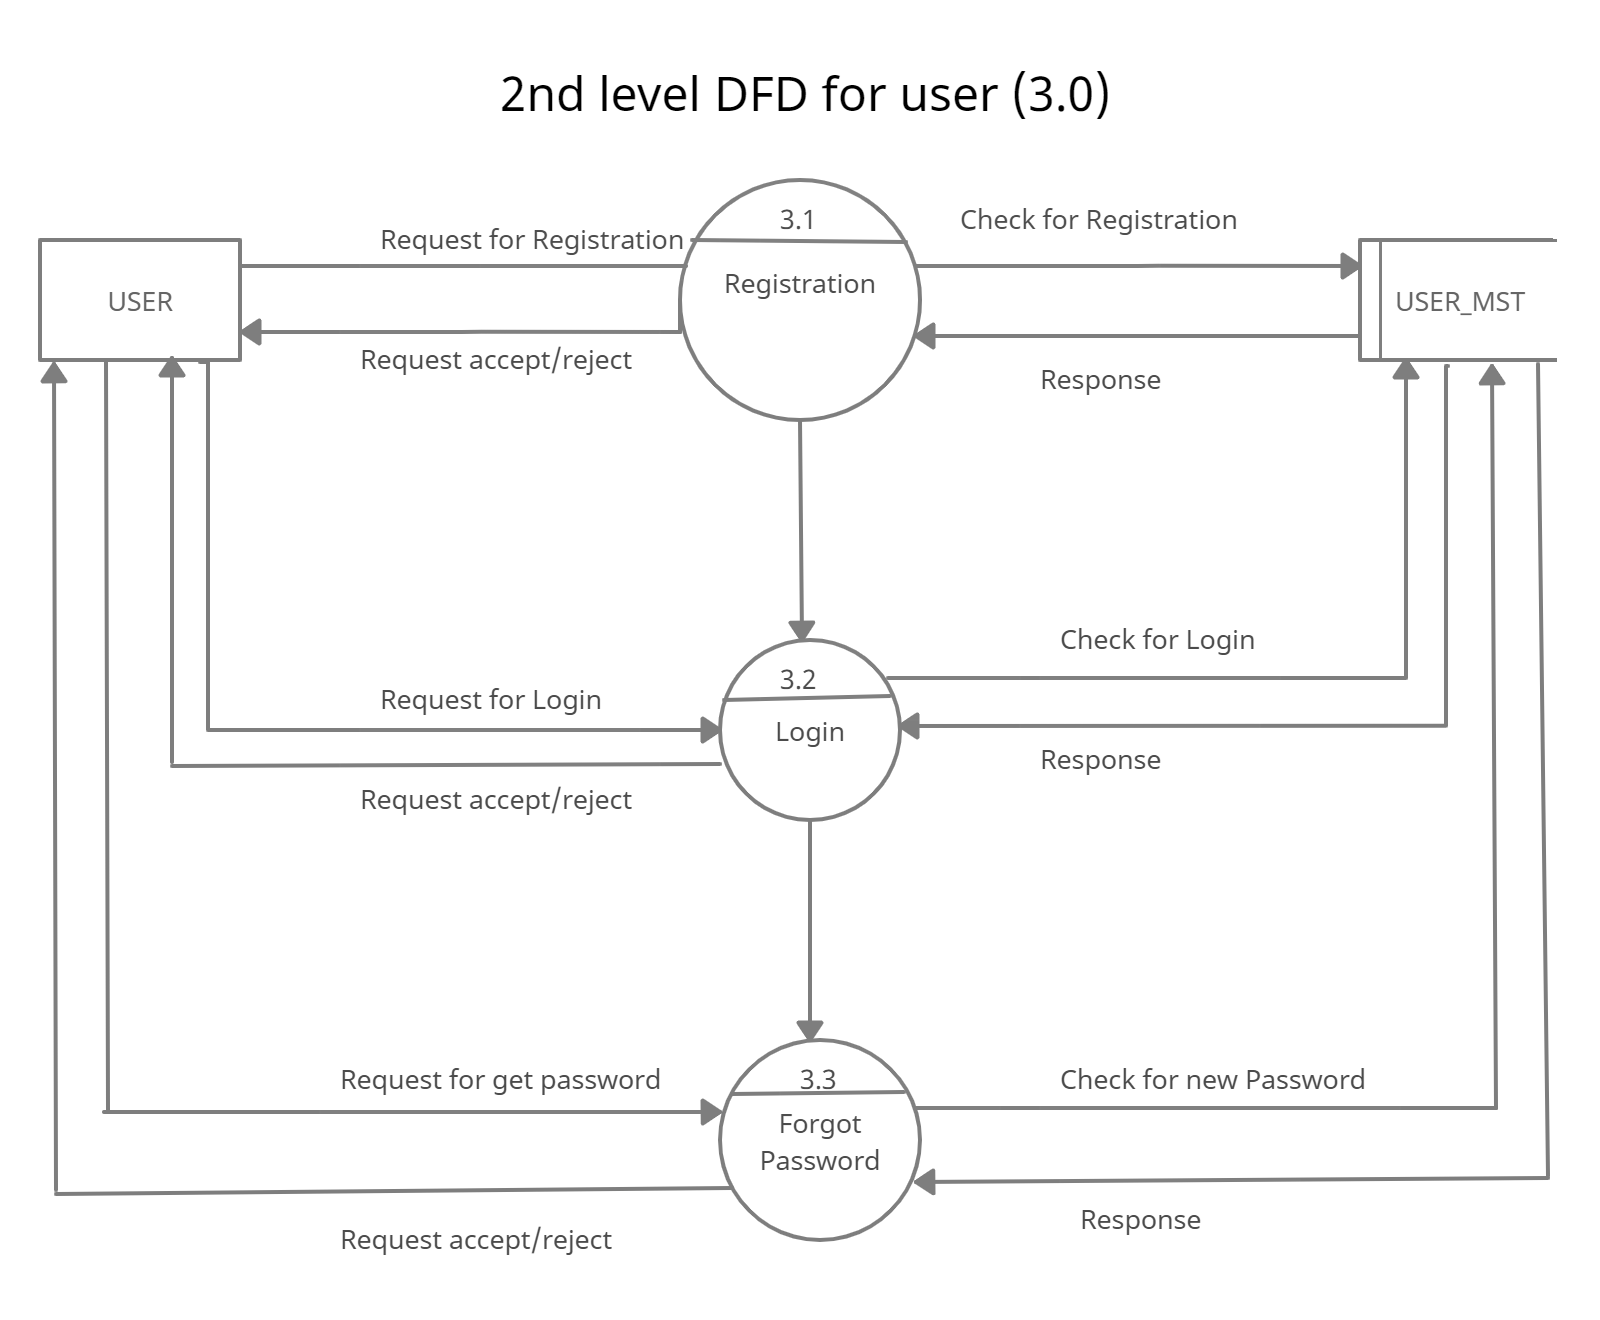 2nd level DFD for user (3.0)
3.1
Check for Registration
Request for Registration
Registration
USER
USER_MST
Request accept/reject
Response
Check for Login
3.2
Request for Login
Login
Response
Request accept/reject
Request for get password
3.3
Check for new Password
Forgot
Password
Response
Request accept/reject